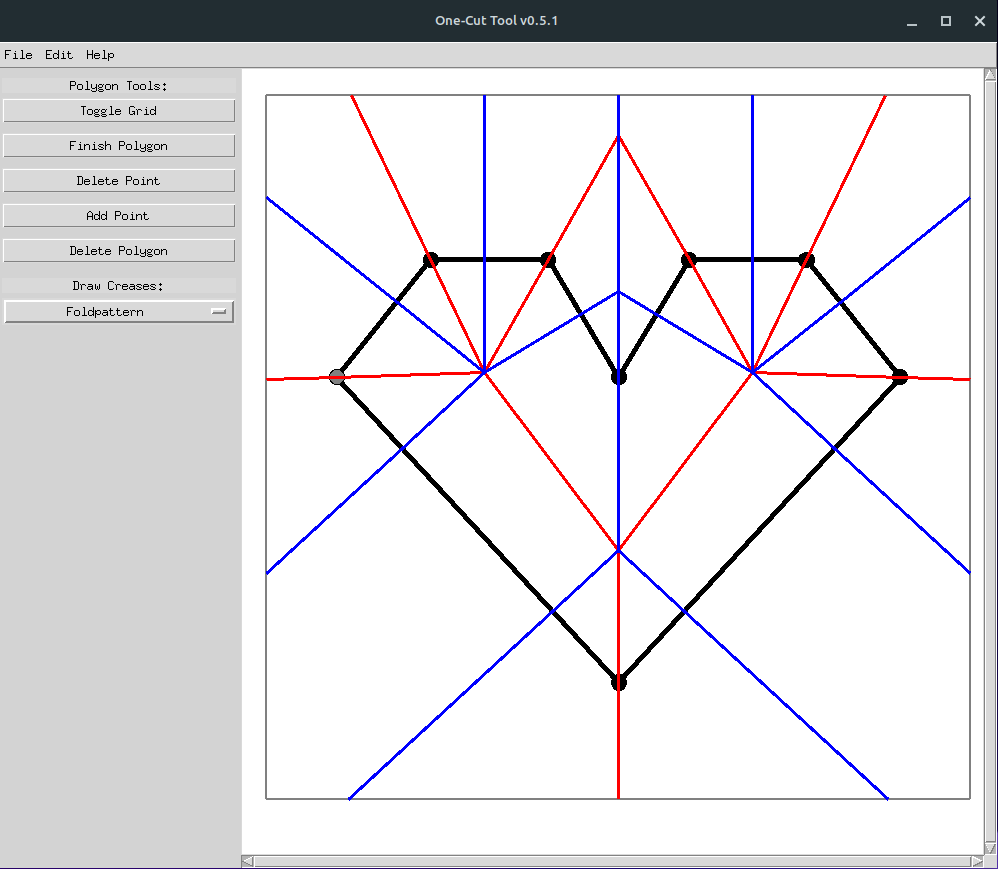 One-Cut Tool v0.5.1
File Edit Help
Polygon Tools:
Toggle Grid
Finish Polygon
Delete Point
Add Point
Delete Polygon
Draw Creases:
Foldpattern